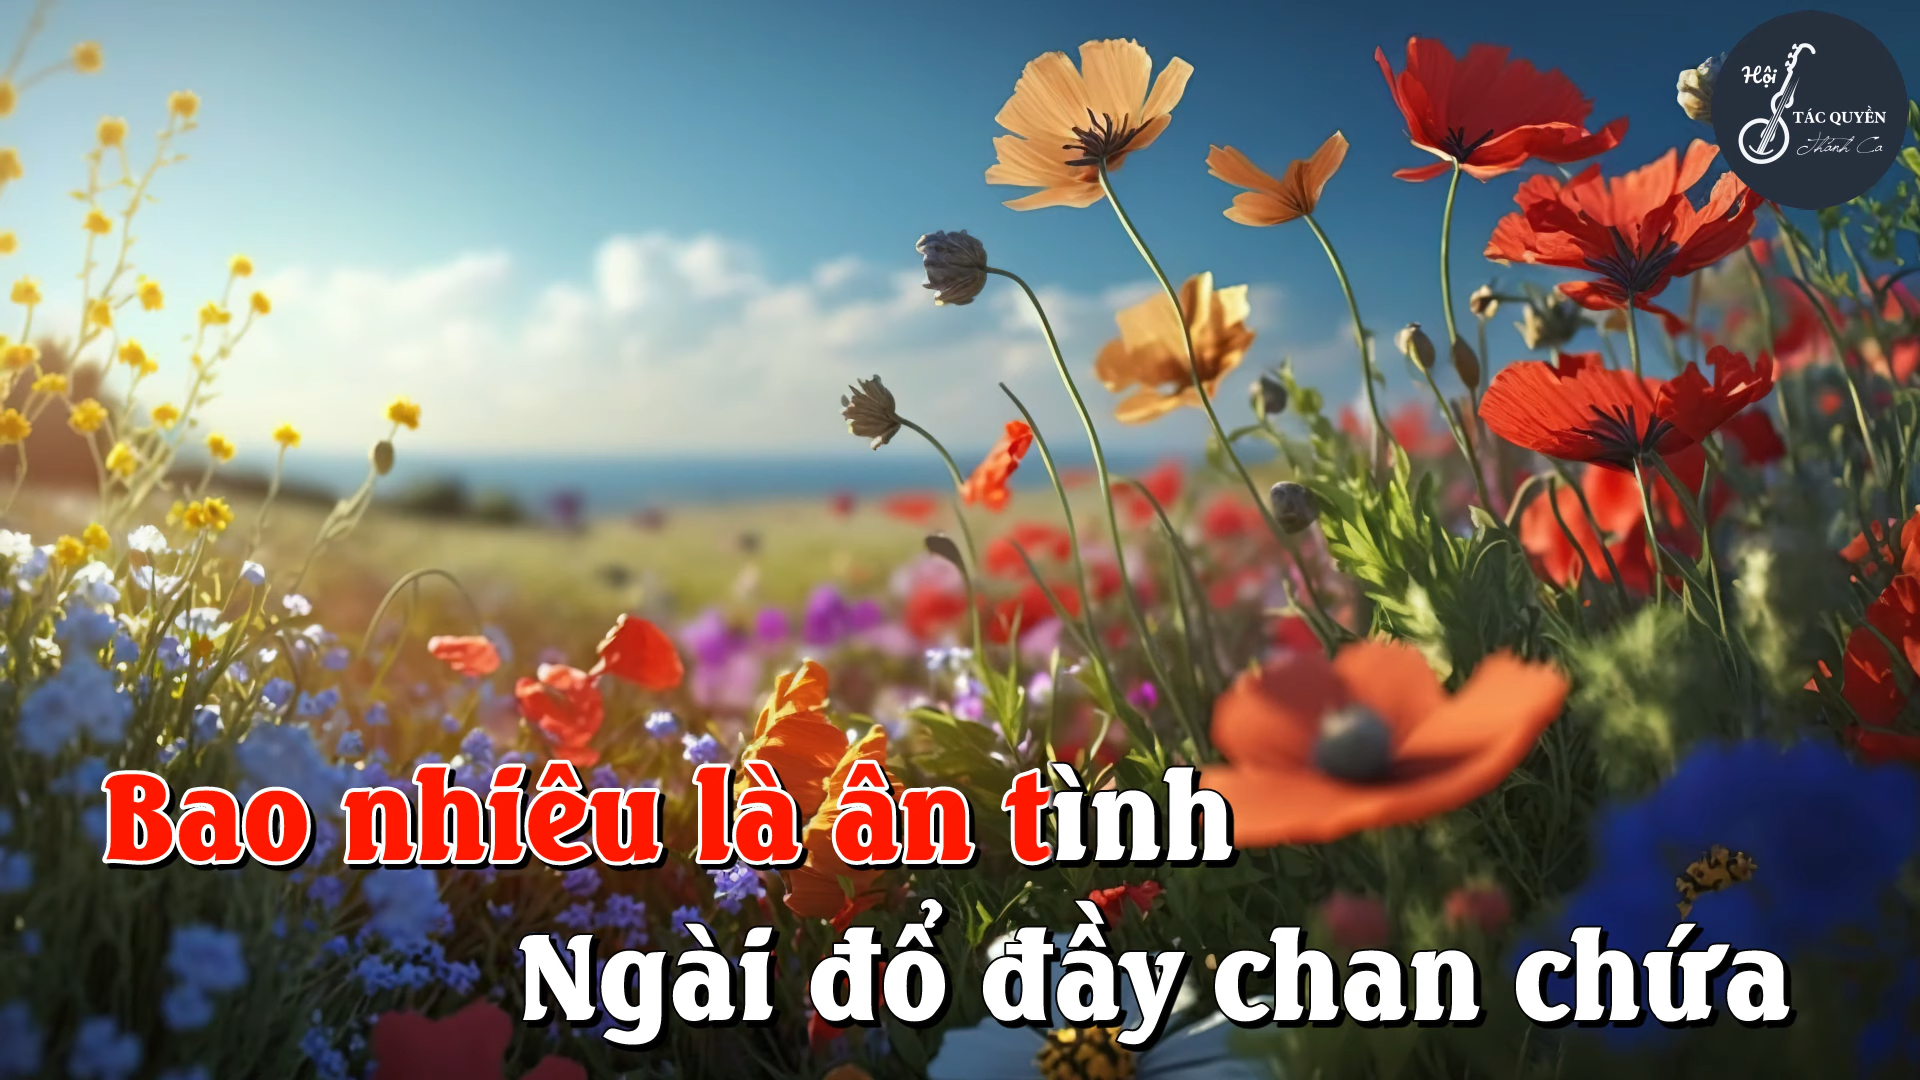 Hội
TÁC QUYỀN
Thánh Ca
Bao nhiêu là ân tình
Ngài đổ đầy chan chứa